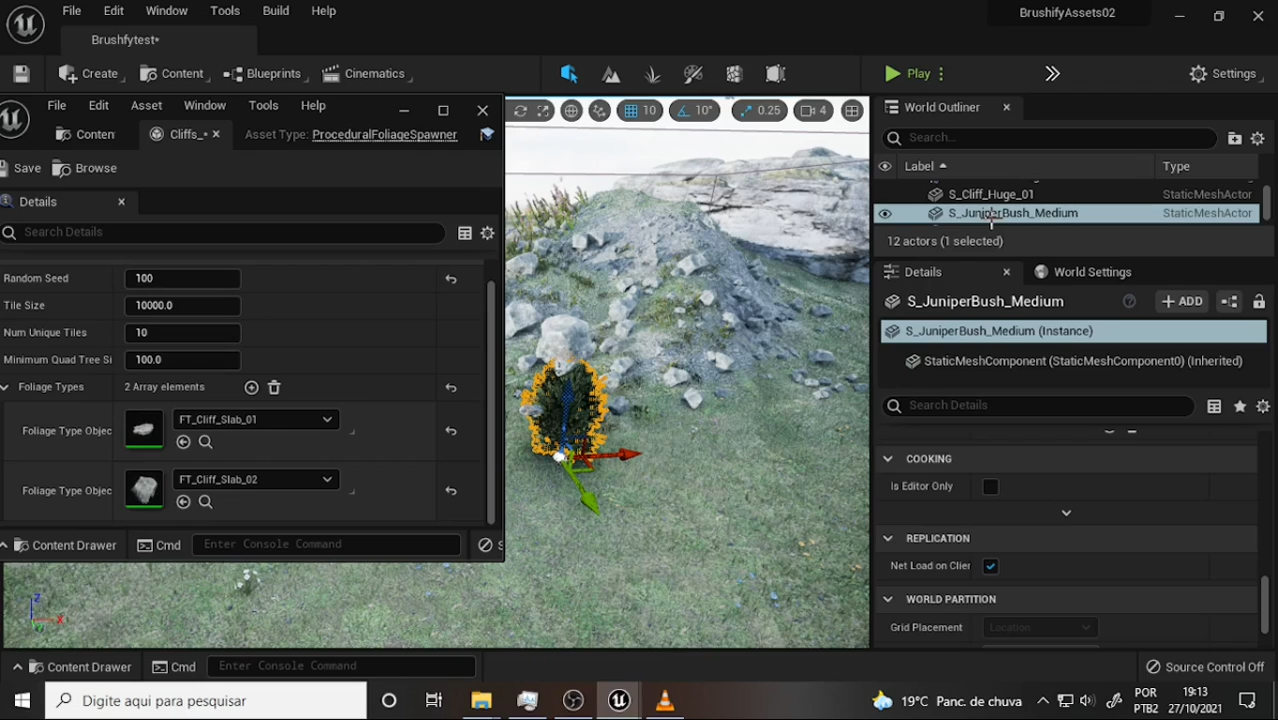 File Edit Window Tools Build Help
BrushifyAssets02
Brushfytest*
Create Content Blueprints Cinematics Play Settings
File Edit Asset Window Tools Help
Conten Cliffs_* Asset Type: ProceduralFoliageSpawner
Save Browse
Details
Search Details
Random Seed 100
Tile Size 10000.0
Num Unique Tiles 10
Minimum Quad Tree Si 100.0
Foliage Types 2 Array elements
Foliage Type Objec FT_Cliff_Slab_01
Foliage Type Objec FT_Cliff_Slab_02
Content Drawer Cmd Enter Console Command S
10 10° 0.25 4
World Outliner
Search...
Label Type
S_Cliff_Huge_01 StaticMeshActor
S_JuniperBush_Medium StaticMeshActor
12 actors (1 selected)
Details World Settings
S_JuniperBush_Medium + ADD
S_JuniperBush_Medium (Instance)
StaticMeshComponent (StaticMeshComponent0) (Inherited)
Search Details
COOKING
Is Editor Only
REPLICATION
Net Load on Clier
WORLD PARTITION
Grid Placement Location
Z
X
Content Drawer Cmd Enter Console Command Source Control Off
Digite aqui para pesquisar
19°C Panc. de chuva
POR
PTB2
19:13
27/10/2021